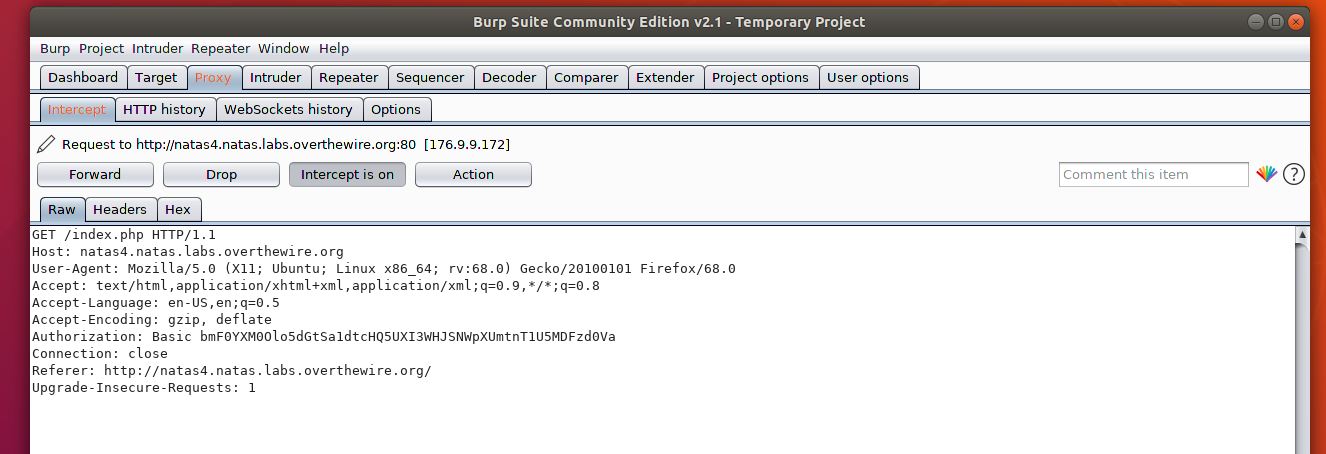 Burp Suite Community Edition v2.1 - Temporary Project
Burp Project Intruder Repeater Window Help
Dashboard Target Proxy Intruder Repeater Sequencer Decoder Comparer Extender Project options User options
Intercept HTTP history WebSockets history Options
Request to http://natas4.natas.labs.overthewire.org:80 [176.9.9.172]
Forward Drop Intercept is on Action Comment this item ?
Raw Headers Hex
GET /index.php HTTP/1.1
Host: natas4.natas.labs.overthewire.org
User-Agent: Mozilla/5.0 (X11; Ubuntu; Linux x86_64; rv:68.0) Gecko/20100101 Firefox/68.0
Accept: text/html,application/xhtml+xml,application/xml;q=0.9,*/*;q=0.8
Accept-Language: en-US,en;q=0.5
Accept-Encoding: gzip, deflate
Authorization: Basic bmF0YXM0Olo5dGtSa1dtcHQ5UXI3WHJSNWpXUmtnT1U5MDFzd0Va
Connection: close
Referer: http://natas4.natas.labs.overthewire.org/
Upgrade-Insecure-Requests: 1